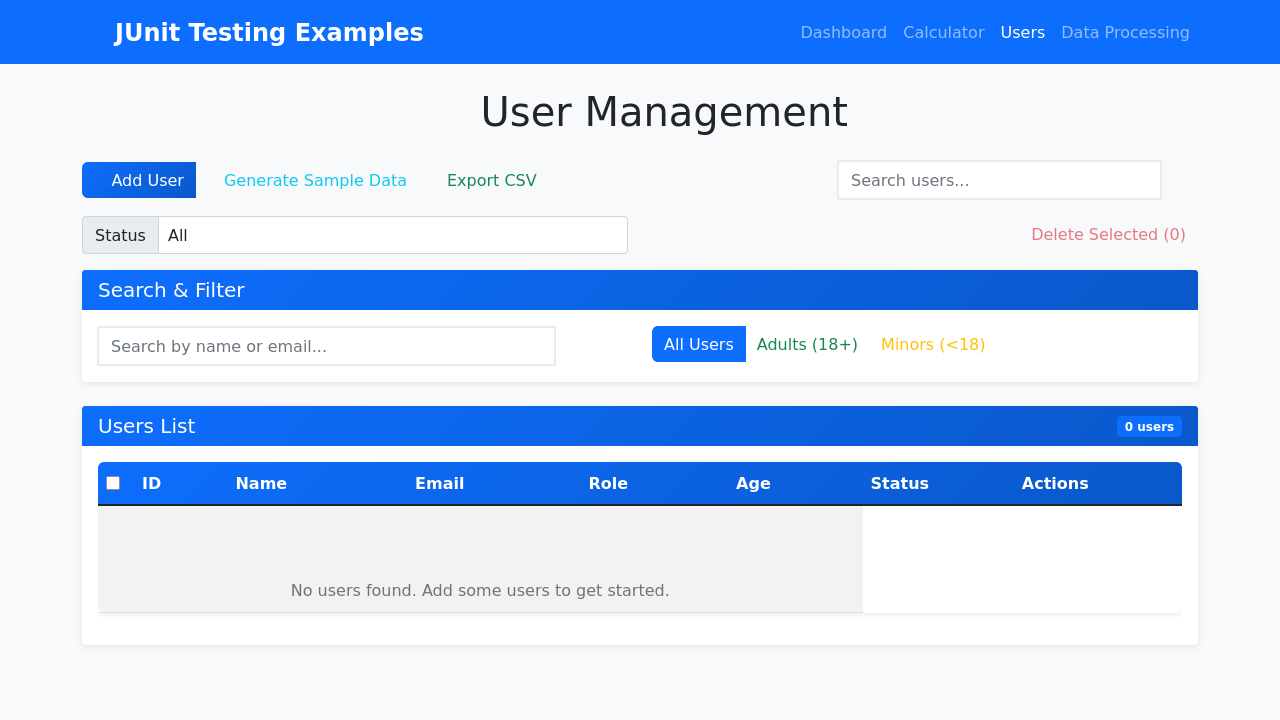 JUnit Testing Examples
Dashboard Calculator Users Data Processing
User Management
Add User Generate Sample Data Export CSV Search users...
Status All Delete Selected (0)
Search & Filter
Search by name or email... All Users Adults (18+) Minors (<18)
Users List 0 users
ID Name Email Role Age Status Actions
No users found. Add some users to get started.